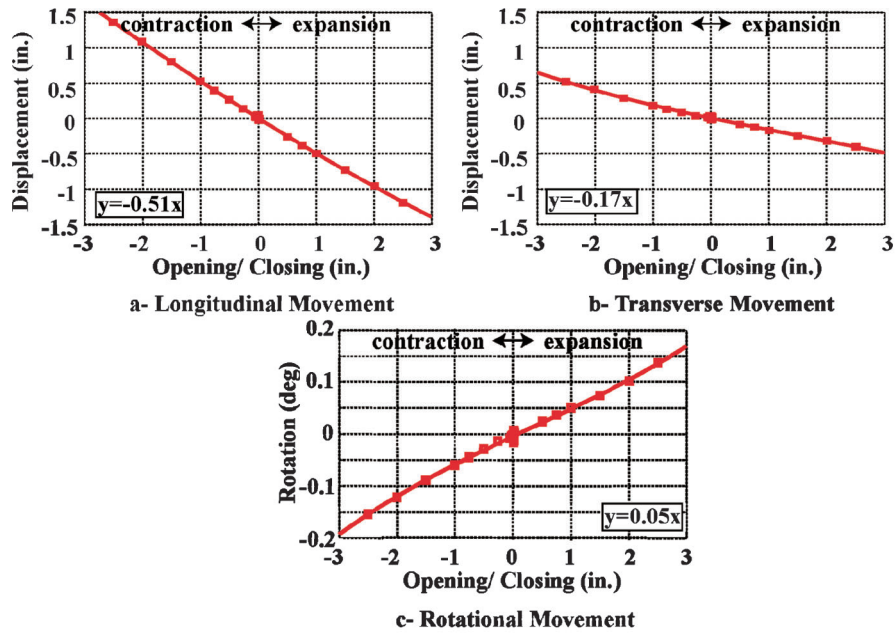 contraction ↔ expansion
Displacement (in.)
1.5
1
0.5
0
-0.5
-1
-1.5
y=-0.51x
-3 -2 -1 0 1 2 3
Opening/ Closing (in.)
a- Longitudinal Movement
contraction ↔ expansion
Displacement (in.)
1.5
1
0.5
0
-0.5
-1
-1.5
y=-0.17x
-3 -2 -1 0 1 2 3
Opening/ Closing (in.)
b- Transverse Movement
contraction ↔ expansion
Rotation (deg)
0.2
0.1
0
-0.1
-0.2
y=0.05x
-3 -2 -1 0 1 2 3
Opening/ Closing (in.)
c- Rotational Movement